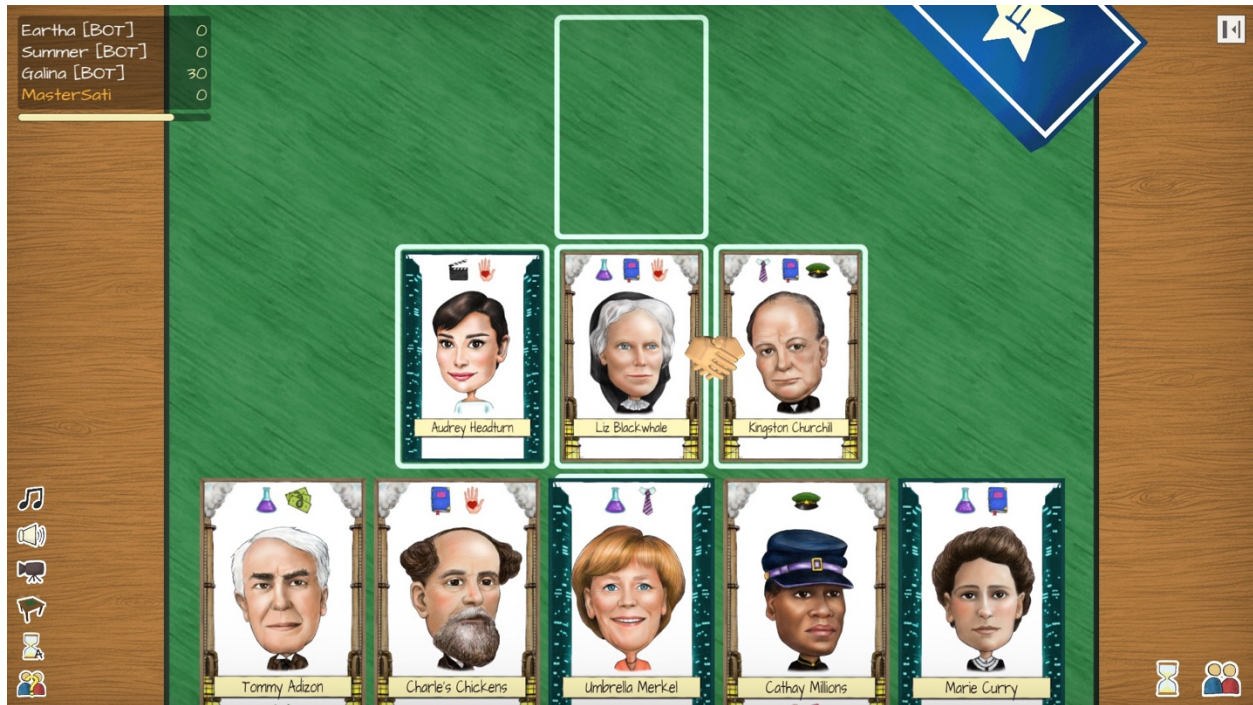 Eartha [BOT] 0
Summer [BOT] 0
Galina [BOT] 30
MasterSati 0
Audrey Headturn
Liz Blackwhale
Kingston Churchill
Tommy Adizon
Charle's Chickens
Umbrella Merkel
Cathay Millions
Marie Curry